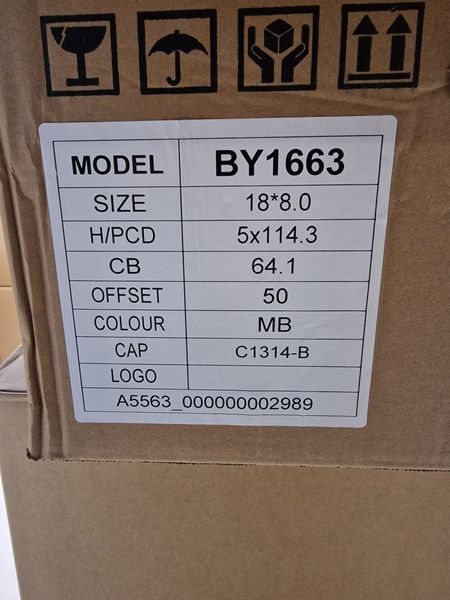 MODEL BY1663
SIZE 18*8.0
H/PCD 5x114.3
CB 64.1
OFFSET 50
COLOUR MB
CAP C1314-B
LOGO
A5563_000000002989